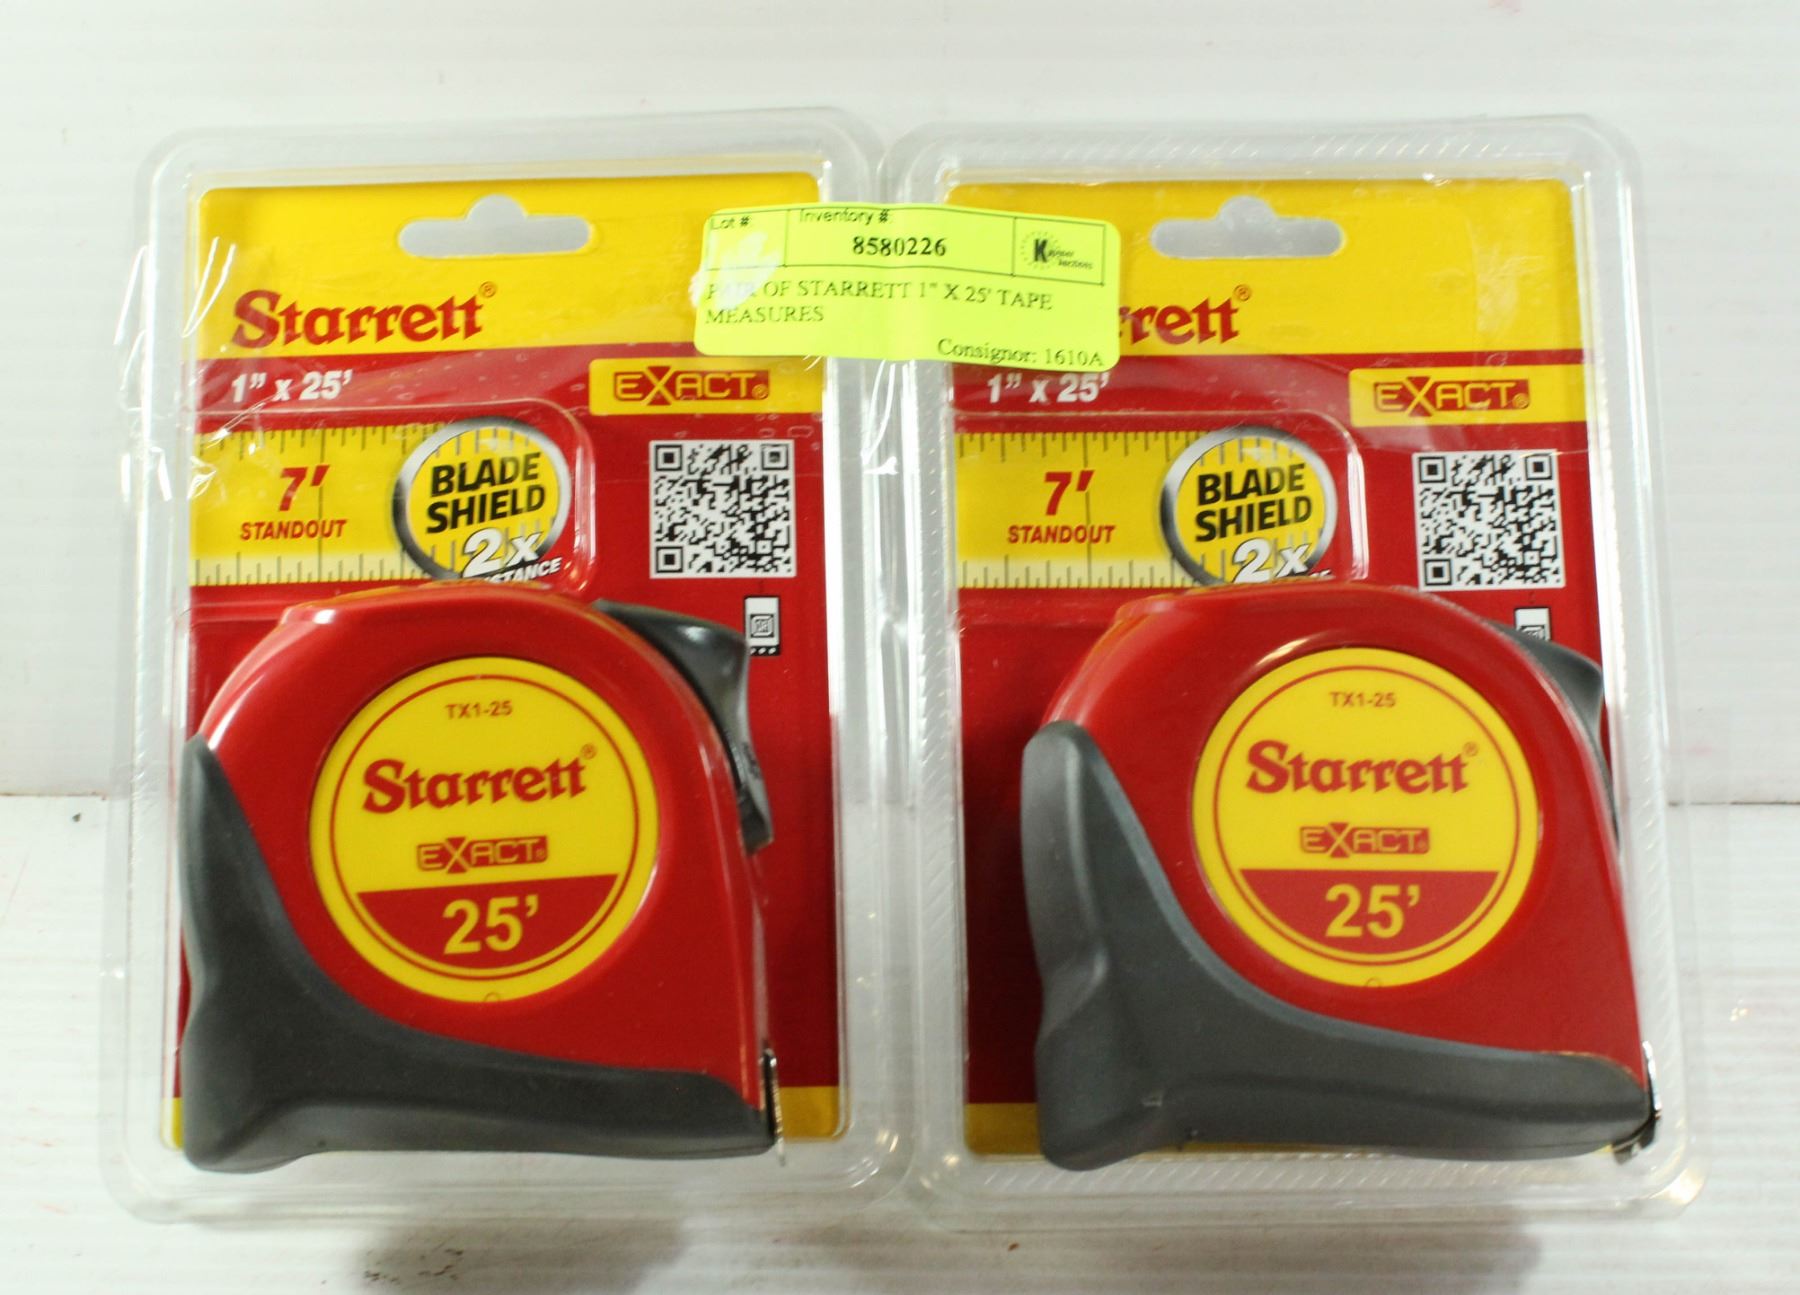 Lot #
Inventory #:
8580226
PAIR OF STARRETT 1" X 25' TAPE
MEASURES
Consignor: 1610A
Starrett®
1" x 25'
EXACT®
7'
STANDOUT
BLADE
SHIELD
2x
TX1-25
Starrett®
EXACT®
25'
rrett®
1" x 25'
EXACT®
7'
STANDOUT
BLADE
SHIELD
2x
TX1-25
Starrett®
EXACT®
25'